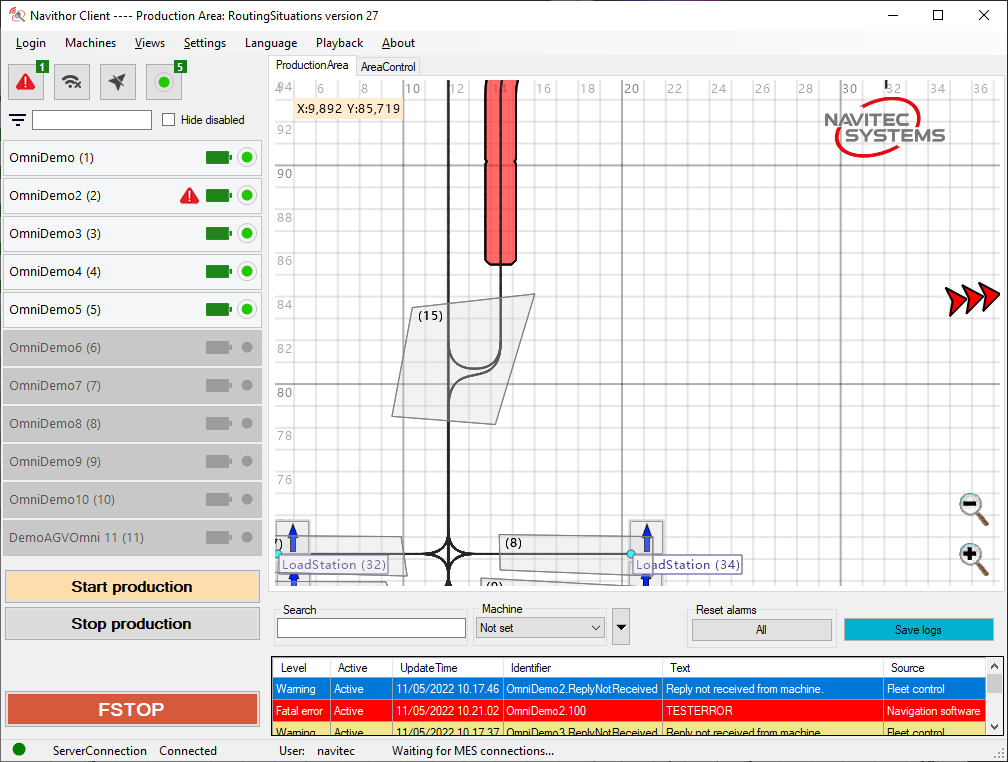 Navithor Client ---- Production Area: RoutingSituations version 27
Login Machines Views Settings Language Playback About
1 5
Hide disabled
OmniDemo (1)
OmniDemo2 (2)
OmniDemo3 (3)
OmniDemo4 (4)
OmniDemo5 (5)
OmniDemo6 (6)
OmniDemo7 (7)
OmniDemo8 (8)
OmniDemo9 (9)
OmniDemo10 (10)
DemoAGVOmni 11 (11)
Start production
Stop production
FSTOP
ProductionArea AreaControl
94 6 8 10 12 14 16 18 20 22 24 26 28 30 32 34 36
X:9,892 Y:85,719
NAVITEC
SYSTEMS
92
90
88
86
84
(15)
82
80
78
76
(8)
LoadStation (32) LoadStation (34)
(9)
Search Machine Reset alarms
Not set All Save logs
Level Active UpdateTime Identifier Text Source
Warning Active 11/05/2022 10.17.46 OmniDemo2.ReplyNotReceived Reply not received from machine. Fleet control
Fatal error Active 11/05/2022 10.21.02 OmniDemo2.100 TESTERROR Navigation software
Warning Active 11/05/2022 10.17.37 OmniDemo3.ReplyNotReceived Reply not received from machine. Fleet control
ServerConnection Connected User: navitec Waiting for MES connections...